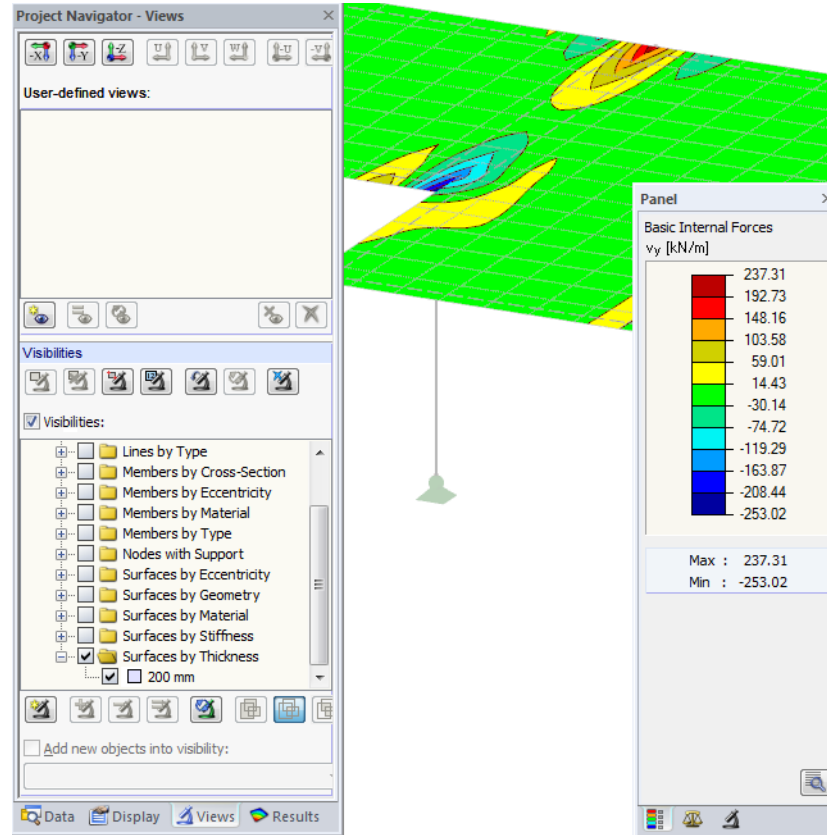 Project Navigator - Views
-X
-Y
-Z
U
V
W
-U
-V
User-defined views:
Visibilities
Visibilities:
Lines by Type
Members by Cross-Section
Members by Eccentricity
Members by Material
Members by Type
Nodes with Support
Surfaces by Eccentricity
Surfaces by Geometry
Surfaces by Material
Surfaces by Stiffness
Surfaces by Thickness
200 mm
Add new objects into visibility:
Data Display Views Results
Panel
Basic Internal Forces
vy [kN/m]
237.31
192.73
148.16
103.58
59.01
14.43
-30.14
-74.72
-119.29
-163.87
-208.44
-253.02
Max : 237.31
Min : -253.02